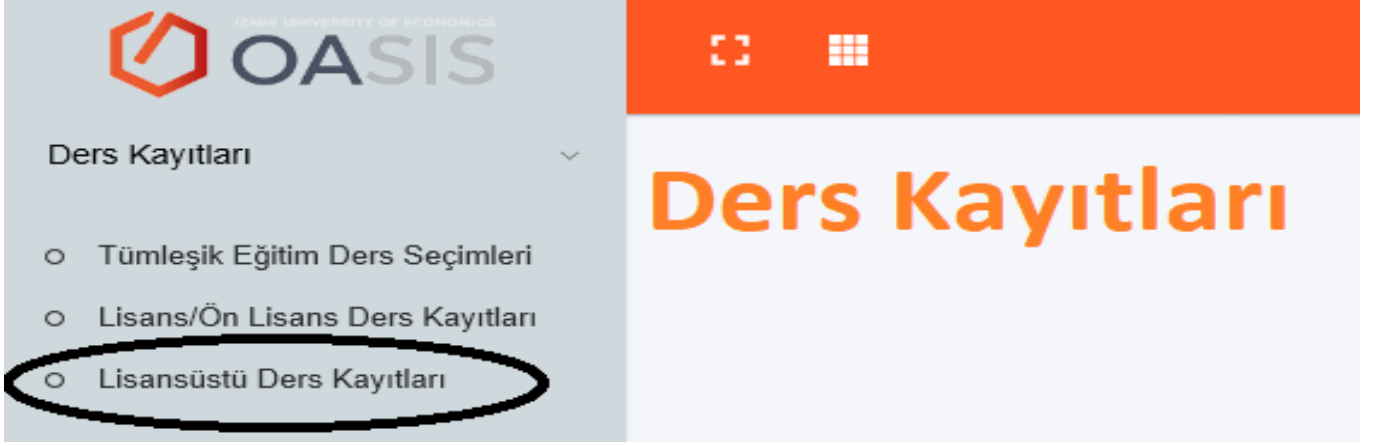 IZMIR UNIVERSITY OF ECONOMICS
OASIS
Ders Kayıtları
Ders Kayıtları
Tümleşik Eğitim Ders Seçimleri
Lisans/Ön Lisans Ders Kayıtları
Lisansüstü Ders Kayıtları